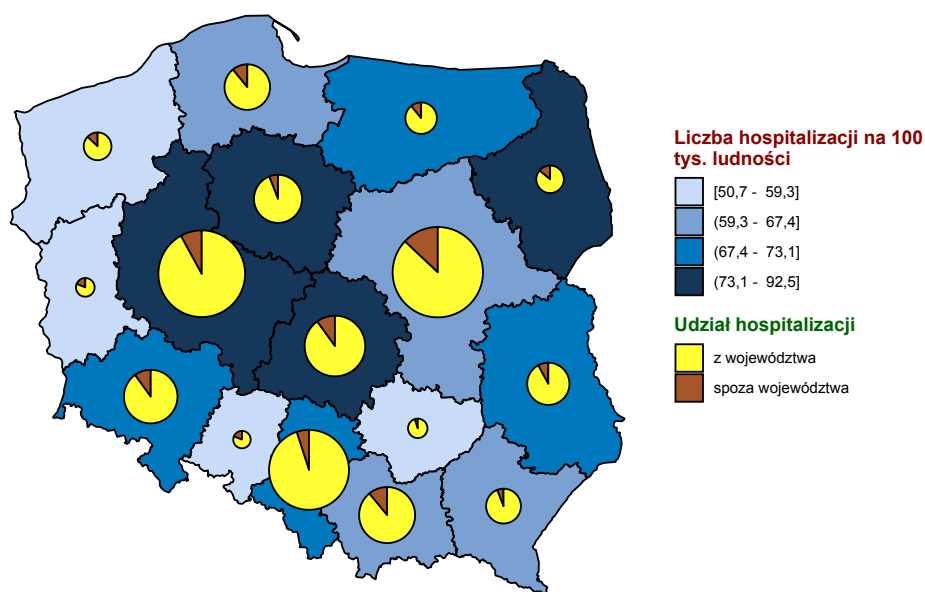 Liczba hospitalizacji na 100
tys. ludności
[50,7 - 59,3]
(59,3 - 67,4]
(67,4 - 73,1]
(73,1 - 92,5]
Udział hospitalizacji
z województwa
spoza województwa